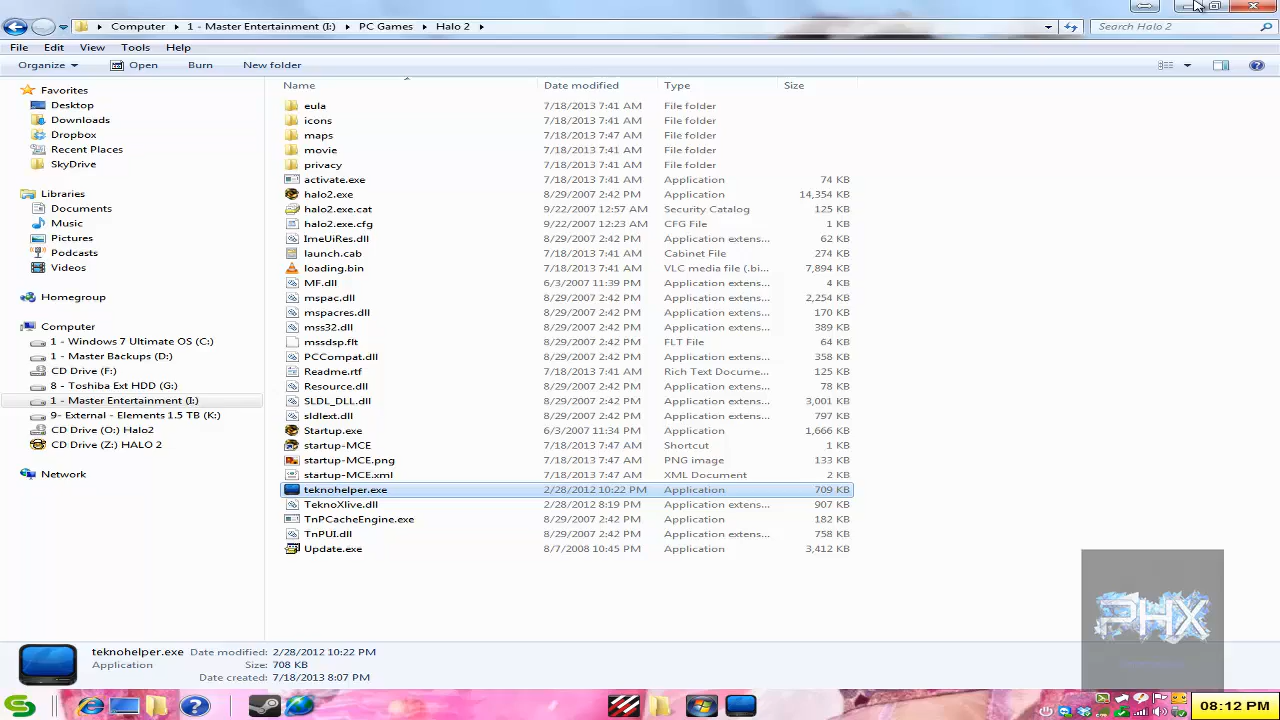 Computer ▸ 1 - Master Entertainment (I:) ▸ PC Games ▸ Halo 2 ▸ Search Halo 2
File Edit View Tools Help
Organize Open Burn New folder
Name Date modified Type Size
Favorites
Desktop
Downloads
Dropbox
Recent Places
SkyDrive
Libraries
Documents
Music
Pictures
Podcasts
Videos
Homegroup
Computer
1 - Windows 7 Ultimate OS (C:)
1 - Master Backups (D:)
CD Drive (F:)
8 - Toshiba Ext HDD (G:)
1 - Master Entertainment (I:)
9- External - Elements 1.5 TB (K:)
CD Drive (O:) Halo2
CD Drive (Z:) HALO 2
Network
eula 7/18/2013 7:41 AM File folder
icons 7/18/2013 7:41 AM File folder
maps 7/18/2013 7:47 AM File folder
movie 7/18/2013 7:41 AM File folder
privacy 7/18/2013 7:41 AM File folder
activate.exe 7/18/2013 7:41 AM Application 74 KB
halo2.exe 8/29/2007 2:42 PM Application 14,354 KB
halo2.exe.cat 9/22/2007 12:57 AM Security Catalog 125 KB
halo2.exe.cfg 9/22/2007 12:23 AM CFG File 1 KB
ImeUiRes.dll 8/29/2007 2:42 PM Application extens... 62 KB
launch.cab 7/18/2013 7:41 AM Cabinet File 274 KB
loading.bin 7/18/2013 7:41 AM VLC media file (.bi... 7,894 KB
MF.dll 6/3/2007 11:39 PM Application extens... 4 KB
mspac.dll 8/29/2007 2:42 PM Application extens... 2,254 KB
mspacres.dll 8/29/2007 2:42 PM Application extens... 170 KB
mss32.dll 8/29/2007 2:42 PM Application extens... 389 KB
mssdsp.flt 8/29/2007 2:42 PM FLT File 64 KB
PCCompat.dll 8/29/2007 2:42 PM Application extens... 358 KB
Readme.rtf 7/18/2013 7:41 AM Rich Text Docume... 132 KB
Resource.dll 8/29/2007 2:42 PM Application extens... 78 KB
SLDL_DLL.dll 8/29/2007 2:42 PM Application extens... 3,001 KB
sldlext.dll 8/29/2007 2:42 PM Application extens... 797 KB
Startup.exe 6/3/2007 11:34 PM Application 1,666 KB
startup-MCE 7/18/2013 7:47 AM Shortcut 1 KB
startup-MCE.png 7/18/2013 7:47 AM PNG image 133 KB
startup-MCE.xml 7/18/2013 7:47 AM XML Document 2 KB
teknohelper.exe 2/28/2012 10:22 PM Application 709 KB
TeknoXlive.dll 2/28/2012 8:19 PM Application extens... 907 KB
TnPCacheEngine.exe 8/29/2007 2:42 PM Application 182 KB
TnPUI.dll 8/29/2007 2:42 PM Application extens... 758 KB
Update.exe 8/7/2008 10:45 PM Application 3,412 KB
PHX
teknohelper.exe Date modified: 2/28/2012 10:22 PM
Application Size: 708 KB
Date created: 7/18/2013 8:07 PM
08:12 PM